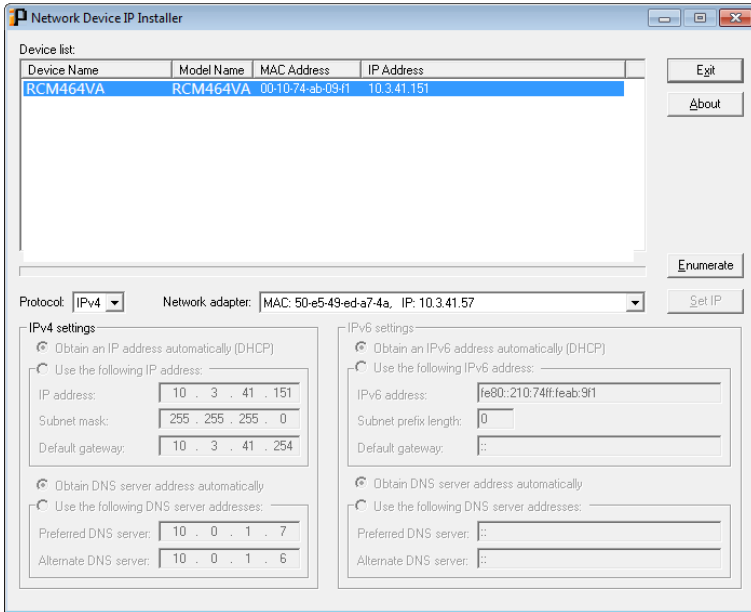 Network Device IP Installer
Device list:
Device Name Model Name MAC Address IP Address
RCM464VA RCM464VA 00-10-74-ab-09-f1 10.3.41.151
Exit
About
Enumerate
Protocol: IPv4 Network adapter: MAC: 50-e5-49-ed-a7-4a, IP: 10.3.41.57 Set IP
IPv4 settings
Obtain an IP address automatically (DHCP)
Use the following IP address:
IP address: 10 . 3 . 41 . 151
Subnet mask: 255 . 255 . 255 . 0
Default gateway: 10 . 3 . 41 . 254
Obtain DNS server address automatically
Use the following DNS server addresses:
Preferred DNS server: 10 . 0 . 1 . 7
Alternate DNS server: 10 . 0 . 1 . 6
IPv6 settings
Obtain an IPv6 address automatically (DHCP)
Use the following IPv6 address:
IPv6 address: fe80::210:74ff:feab:9f1
Subnet prefix length: 0
Default gateway: ::
Obtain DNS server address automatically
Use the following DNS server addresses:
Preferred DNS server: ::
Alternate DNS server: ::